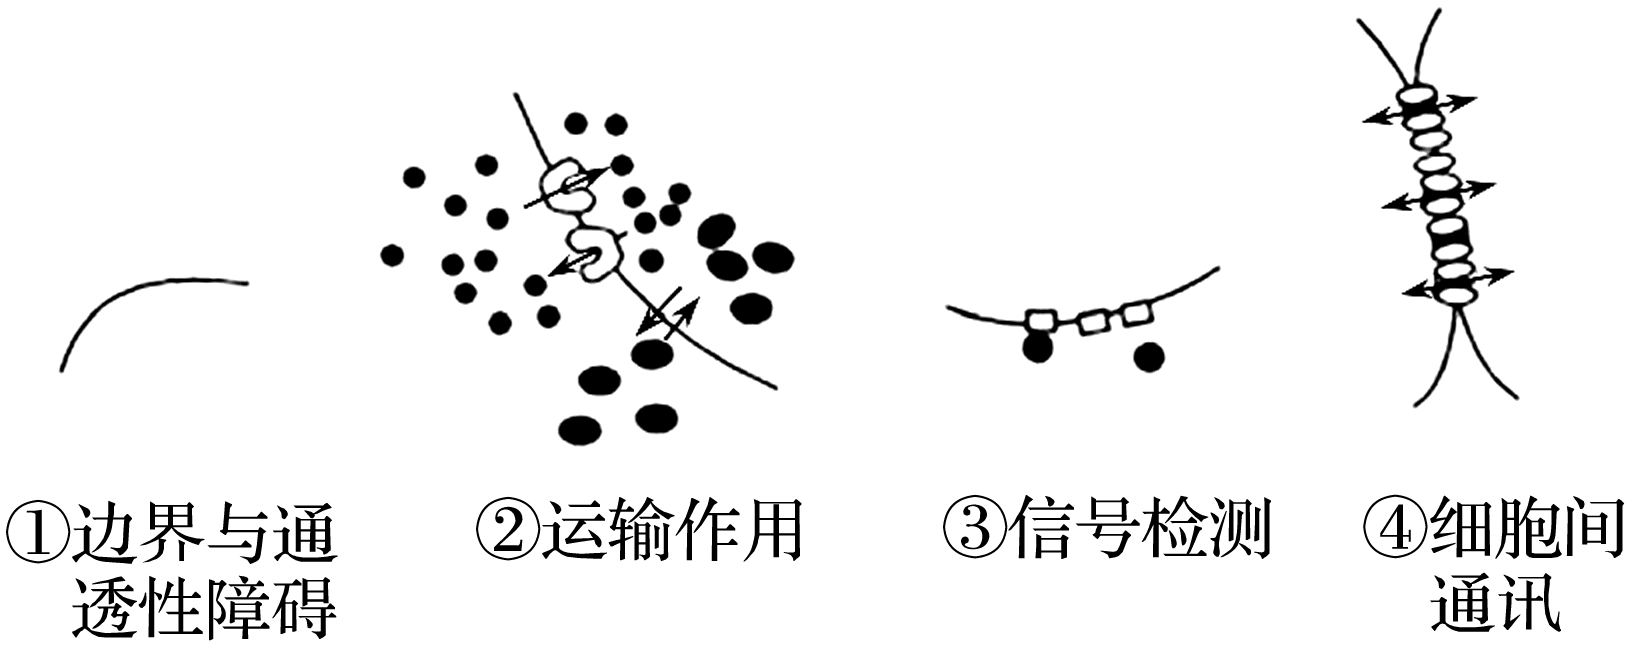 ①边界与通
透性障碍
②运输作用
③信号检测
④细胞间
通讯